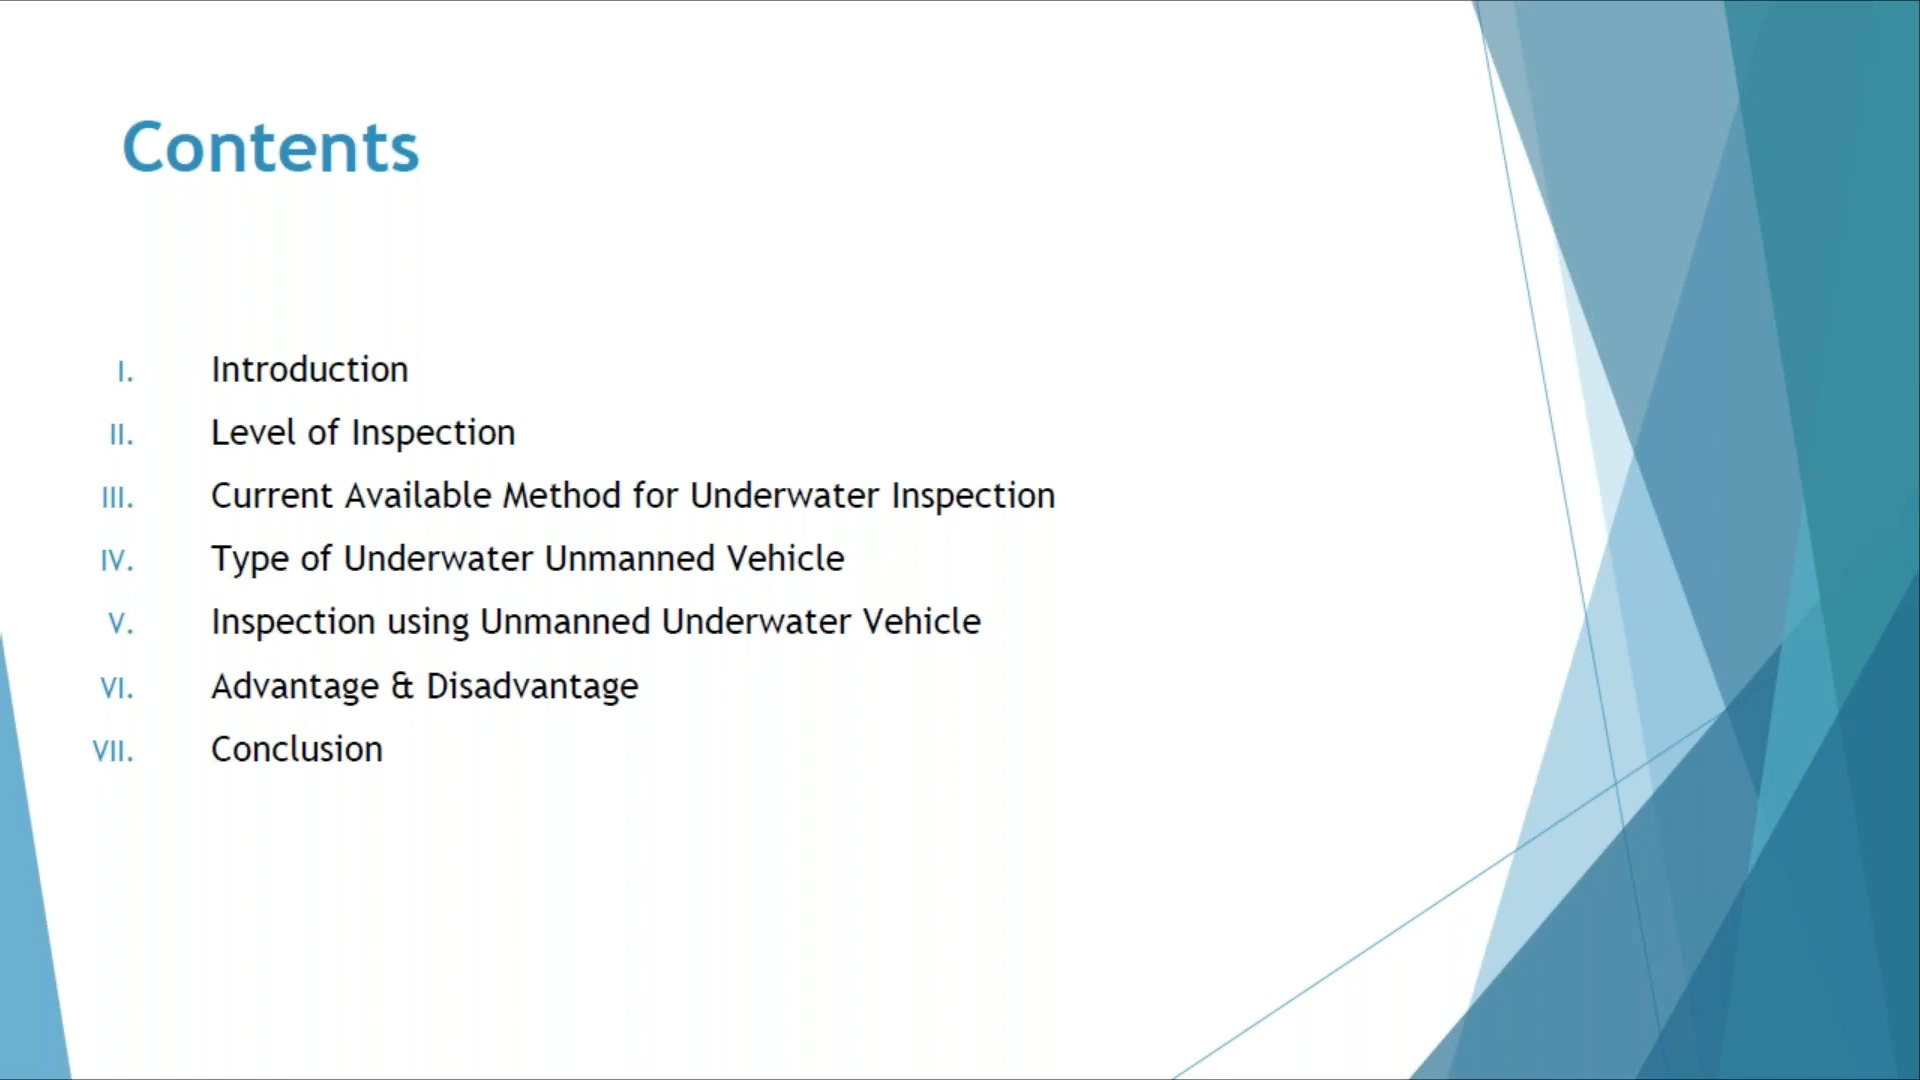 Contents
I. Introduction
II. Level of Inspection
III. Current Available Method for Underwater Inspection
IV. Type of Underwater Unmanned Vehicle
V. Inspection using Unmanned Underwater Vehicle
VI. Advantage & Disadvantage
VII. Conclusion